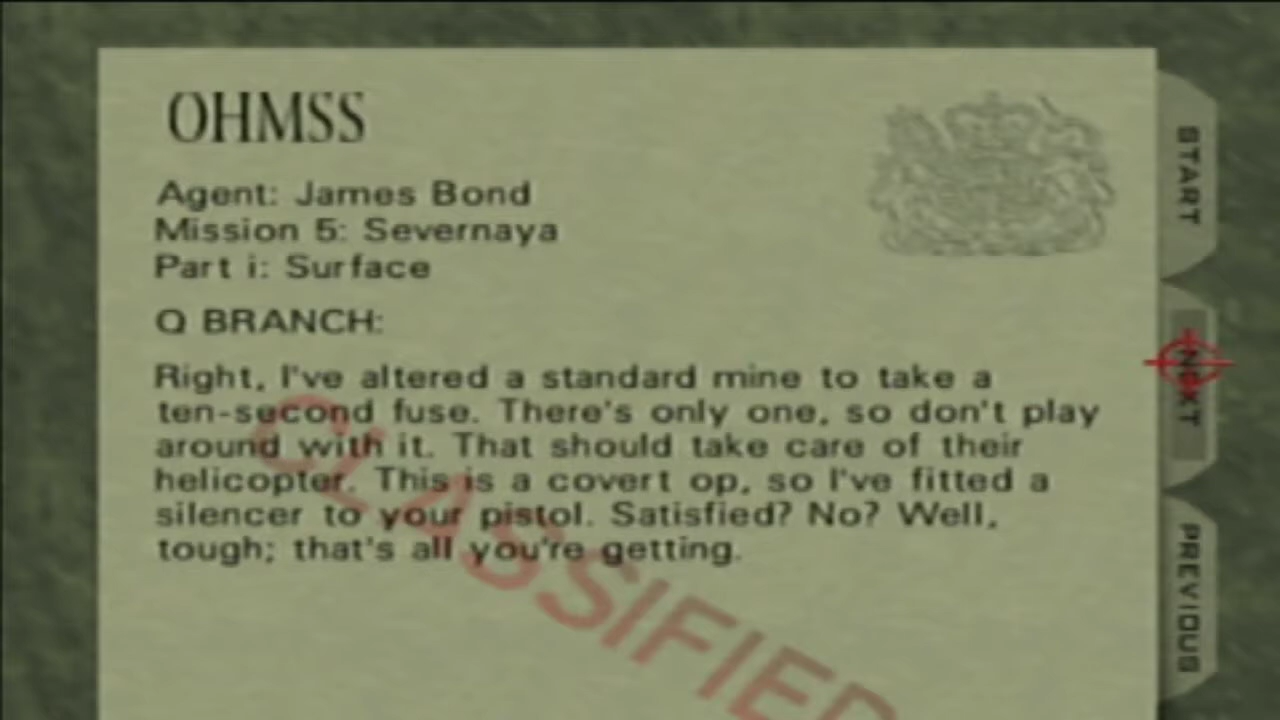 OHMSS
Agent: James Bond
Mission 5: Severnaya
Part i: Surface
Q BRANCH:
Right, I've altered a standard mine to take a
ten-second fuse. There's only one, so don't play
around with it. That should take care of their
helicopter. This is a covert op, so I've fitted a
silencer to your pistol. Satisfied? No? Well,
tough; that's all you're getting.
CLASSIFIED
START
NEXT
PREVIOUS